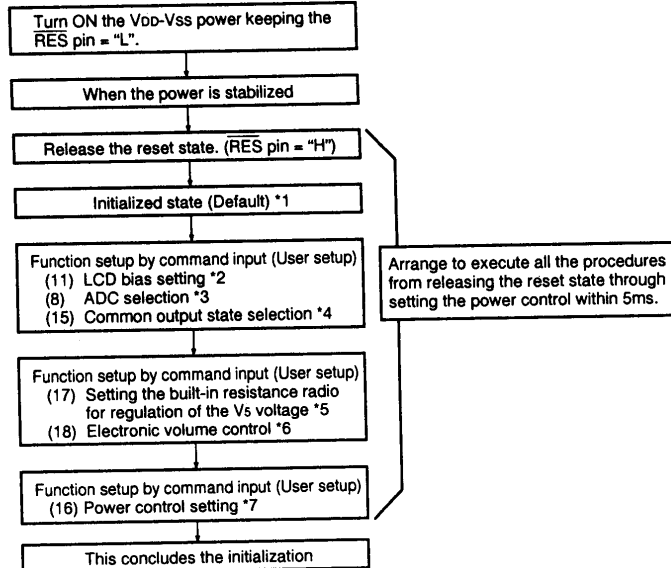 Turn ON the VDD-VSS power keeping the
RES pin = "L".
When the power is stabilized
Release the reset state. (RES pin = "H")
Initialized state (Default) *1
Function setup by command input (User setup)
(11) LCD bias setting *2
(8) ADC selection *3
(15) Common output state selection *4
Arrange to execute all the procedures
from releasing the reset state through
setting the power control within 5ms.
Function setup by command input (User setup)
(17) Setting the built-in resistance radio
for regulation of the V5 voltage *5
(18) Electronic volume control *6
Function setup by command input (User setup)
(16) Power control setting *7
This concludes the initialization